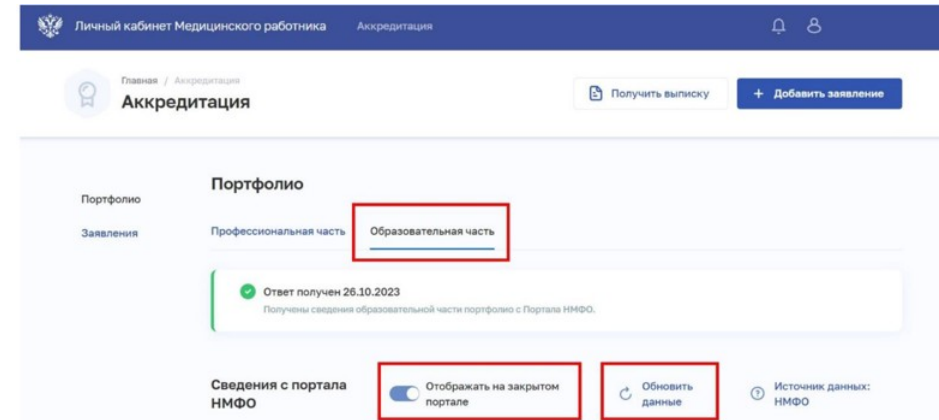 Личный кабинет Медицинского работника
Аккредитация
Главная / Аккредитация
Аккредитация
Получить выписку
+ Добавить заявление
Портфолио
Заявления
Портфолио
Профессиональная часть
Образовательная часть
Ответ получен 26.10.2023
Получены сведения образовательной части портфолио с Портала НМФО.
Сведения с портала
НМФО
Отображать на закрытом
портале
Обновить
данные
Источник данных:
НМФО